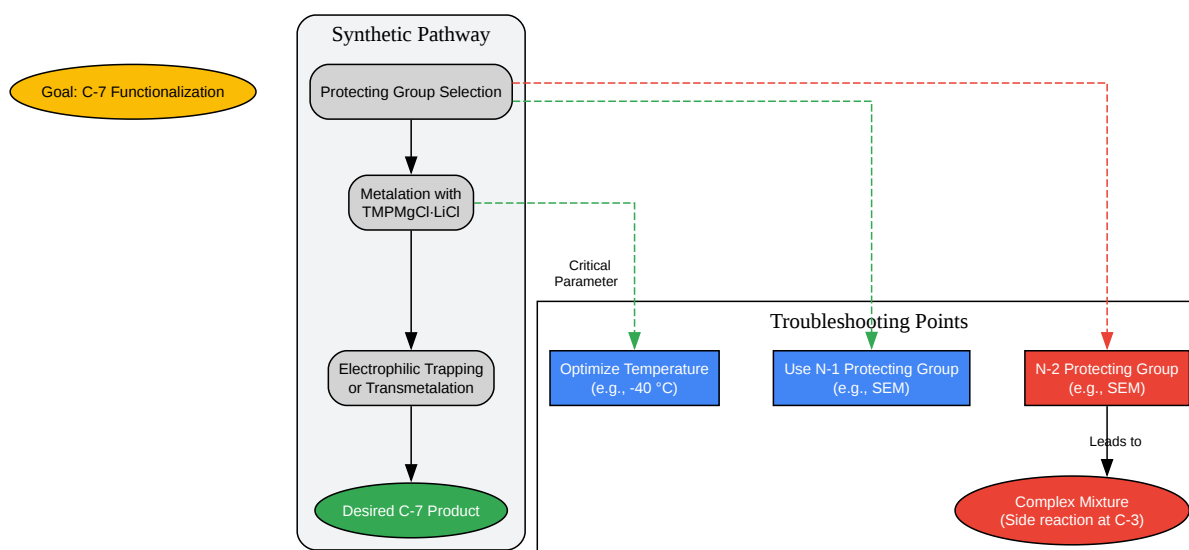 Synthetic Pathway
Goal: C-7 Functionalization
Protecting Group Selection
Metalation with
TMPMgCl·LiCl
Critical
Parameter
Troubleshooting Points
Electrophilic Trapping
or Transmetalation
Optimize Temperature
(e.g., -40 °C)
Use N-1 Protecting Group
(e.g., SEM)
N-2 Protecting Group
(e.g., SEM)
Leads to
Desired C-7 Product
Complex Mixture
(Side reaction at C-3)